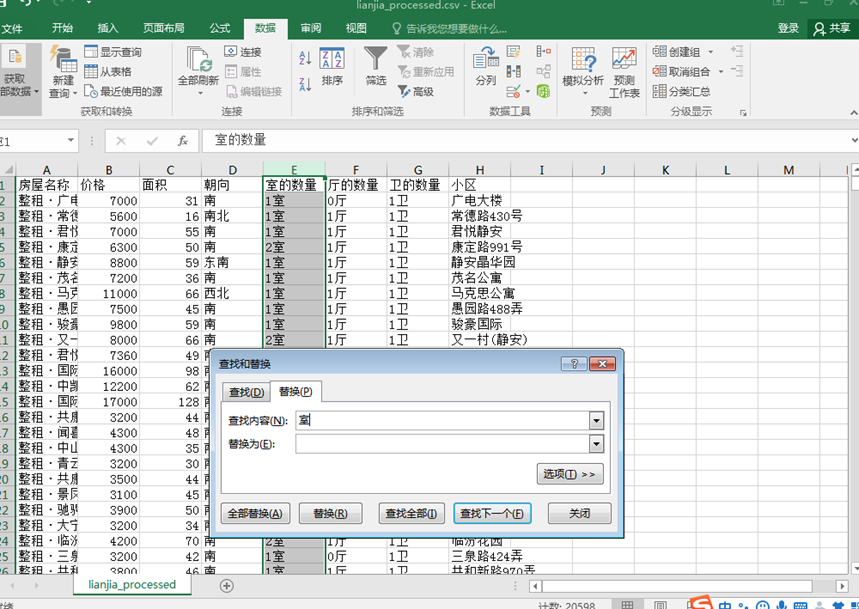 lianjia_processed.csv - Excel
文件 开始 插入 页面布局 公式 数据 审阅 视图 告诉我您想要做什么... 登录 共享
获取 外部数据 新建 查询 显示查询 从表格 最近使用的源 全部刷新 连接 属性 编辑链接 排序 筛选 清除 重新应用 高级 分列 模拟分析 预测 工作表 创建组 取消组合 分类汇总
获取和转换 连接 排序和筛选 数据工具 预测 分级显示
E1 fx 室的数量
A B C D E F G H I J K L M
1 房屋名称 价格 面积 朝向 室的数量 厅的数量 卫的数量 小区
2 整租·广电 7000 31 南 1室 0厅 1卫 广电大楼
3 整租·常德 5600 16 南北 1室 1厅 1卫 常德路430号
4 整租·君悦 7000 55 南 1室 1厅 1卫 君悦静安
5 整租·康定 6300 50 南 2室 1厅 1卫 康定路991号
6 整租·静安 8800 59 东南 1室 1厅 1卫 静安晶华园
7 整租·茂名 7200 36 南 1室 1厅 1卫 茂名公寓
8 整租·马克 11000 66 西北 1室 1厅 1卫 马克思公寓
9 整租·愚园 7500 45 南 1室 1厅 1卫 愚园路488弄
10 整租·骏豪 9800 59 南 1室 1厅 1卫 骏豪国际
11 整租·又一 8000 66 南 2室 1厅 1卫 又一村(静安)
12 整租·君悦 7360 49
13 整租·国际 16000 98
14 整租·中凯 12200 62
15 整租·国际 17000 128
16 整租·共康 3200 44
17 整租·闻喜 4300 48
18 整租·中山 4300 35
19 整租·青云 3200 30
20 整租·共康 3500 44
21 整租·景凤 3100 45
22 整租·驰骋 3900 50
23 整租·大宁 3200 34
24 整租·临汾 4200 70 南 2室 1厅 1卫 临汾花园
25 整租·三泉 3200 42 南 1室 0厅 1卫 三泉路424弄
26 整租·共和 3800 46 南 1室 1厅 1卫 共和新路970弄
查找和替换
查找(D) 替换(P)
查找内容(N): 室
替换为(E):
选项(T) >>
全部替换(A) 替换(R) 查找全部(I) 查找下一个(F) 关闭
lianjia_processed
就绪 计数: 20598 中